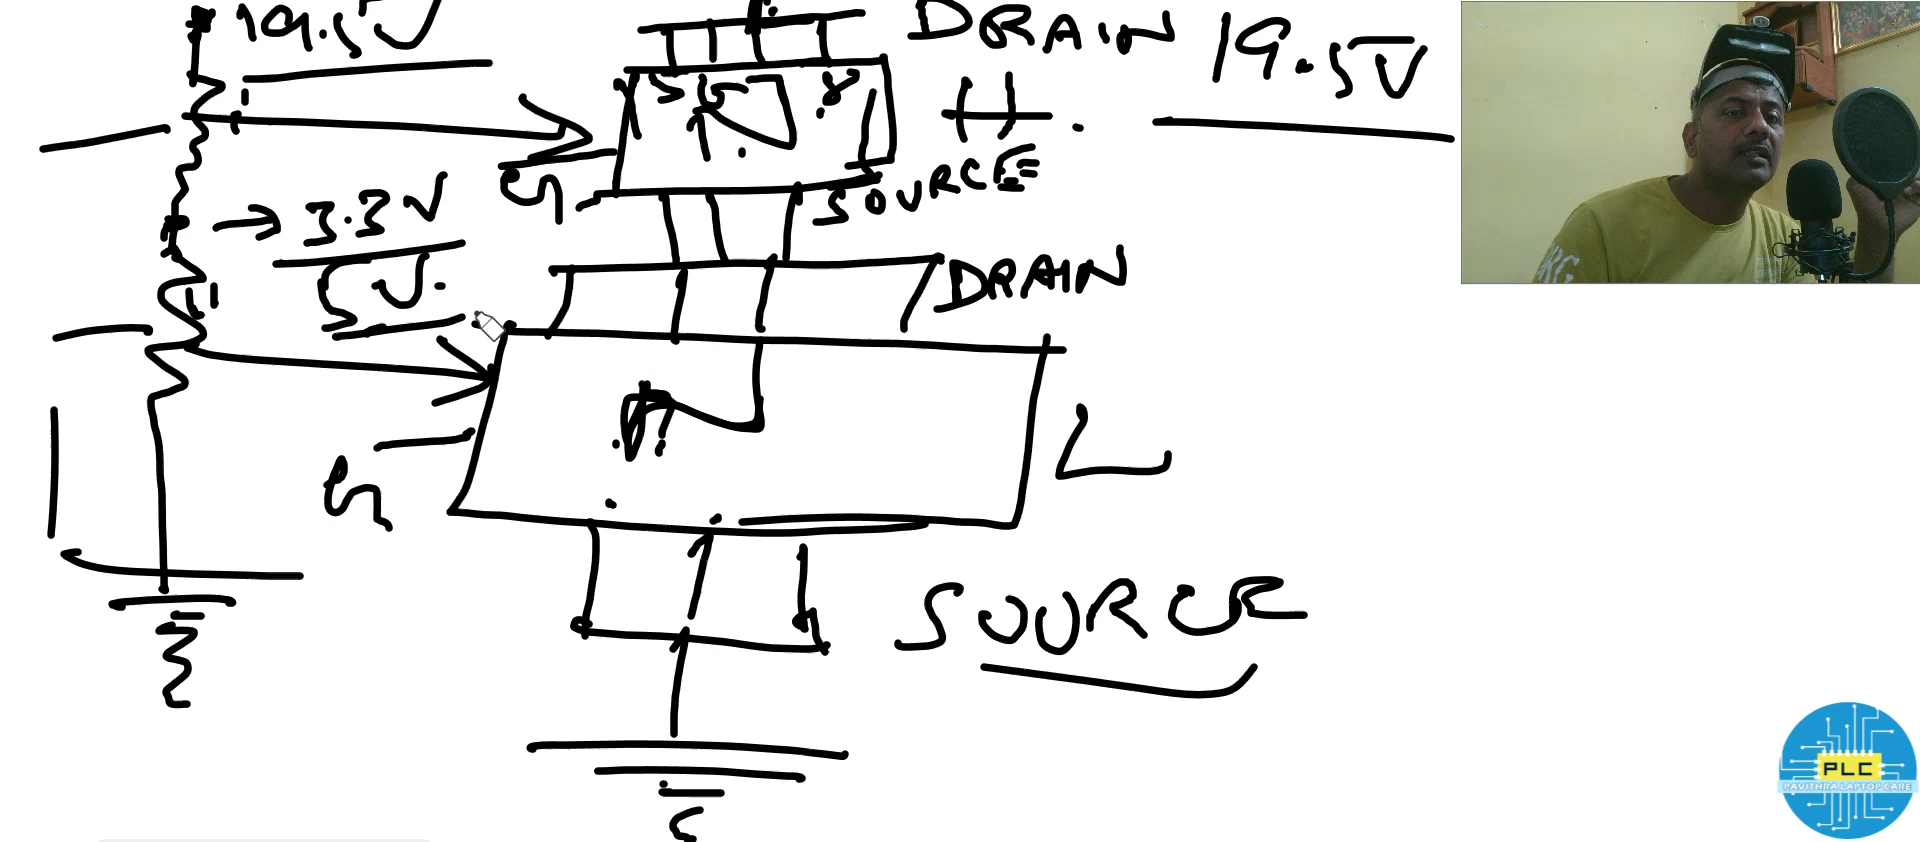 19.5V
DRAIN
19.5V
H.
G
SOURCE
3.3V
5V.
DRAIN
G
L
SOURCE
PLC
PAVITHRA LAPTOP CARE